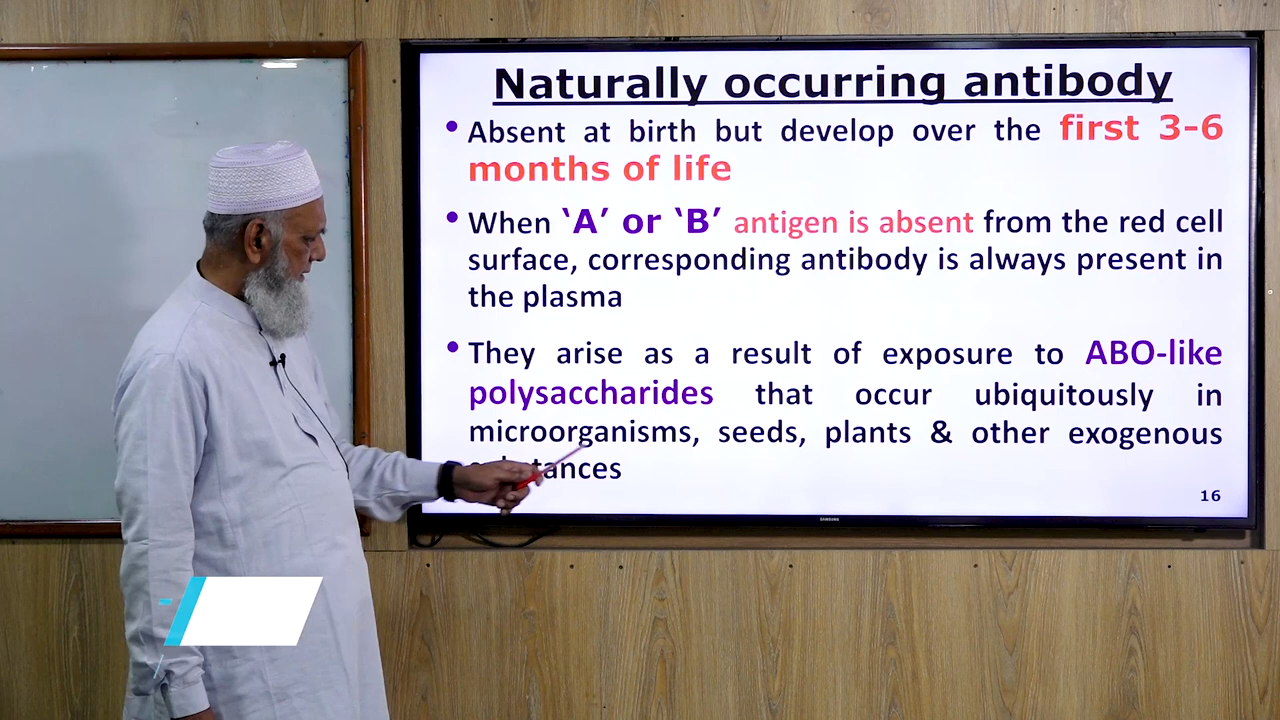 Naturally occurring antibody
• Absent at birth but develop over the first 3-6
months of life
• When ‘A’ or ‘B’ antigen is absent from the red cell
surface, corresponding antibody is always present in
the plasma
• They arise as a result of exposure to ABO-like
polysaccharides that occur ubiquitously in
microorganisms, seeds, plants & other exogenous
substances
16
SAMSUNG